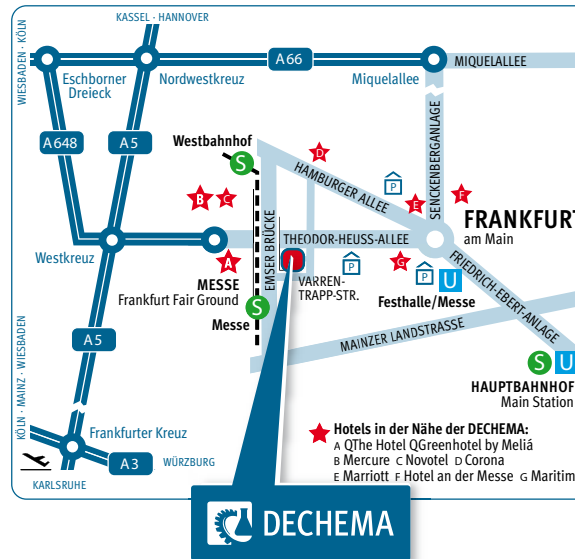 KASSEL · HANNOVER
WIESBADEN · KÖLN
A66
MIQUELALLEE
Eschborner
Dreieck
Nordwestkreuz
Miquelallee
A648
A5
Westbahnhof
S
D
HAMBURGER ALLEE
SENCKENBERGANLAGE
P
B
C
E
F
EMSER BRÜCKE
FRANKFURT
am Main
Westkreuz
THEODOR-HEUSS-ALLEE
A
G
P
P
U
MESSE
Frankfurt Fair Ground
VARREN-
TRAPP-STR.
Festhalle/Messe
FRIEDRICH-EBERT-ANLAGE
S
Messe
A5
MAINZER LANDSTRASSE
S
U
HAUPTBAHNHOF
Main Station
KÖLN · MAINZ · WIESBADEN
Frankfurter Kreuz
A3
WÜRZBURG
KARLSRUHE
Hotels in der Nähe der DECHEMA:
A QThe Hotel QGreenhotel by Meliá
B Mercure C Novotel D Corona
E Marriott F Hotel an der Messe G Maritim
DECHEMA